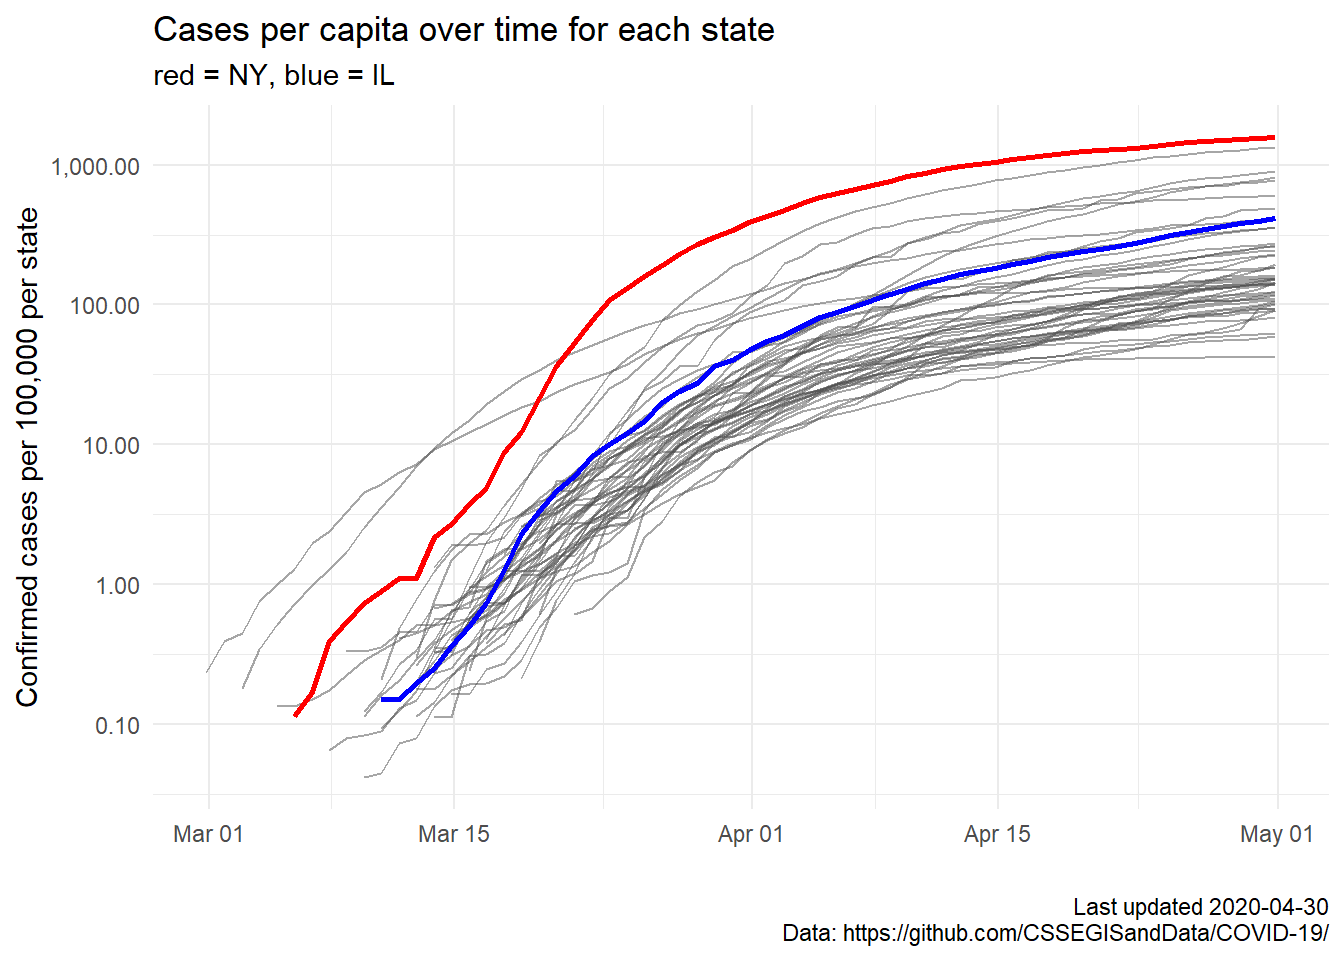 Cases per capita over time for each state
red = NY, blue = IL
Confirmed cases per 100,000 per state
1,000.00
100.00
10.00
1.00
0.10
Mar 01
Mar 15
Apr 01
Apr 15
May 01
Last updated 2020-04-30
Data: https://github.com/CSSEGISandData/COVID-19/